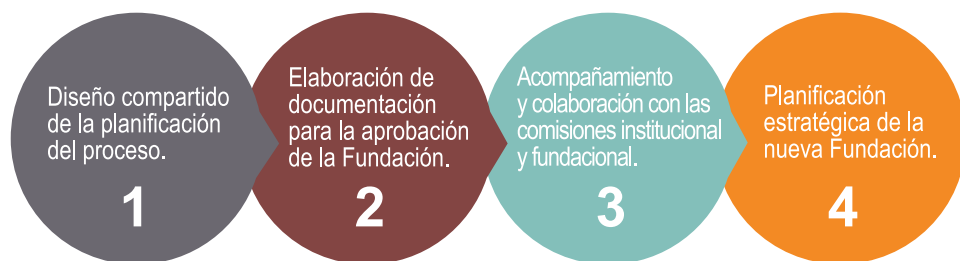 Diseño compartido
de la planificación
del proceso.
1
Elaboración de
documentación
para la aprobación
de la Fundación.
2
Acompañamiento
y colaboración con las
comisiones institucional
y fundacional.
3
Planificación
estratégica de la
nueva Fundación.
4